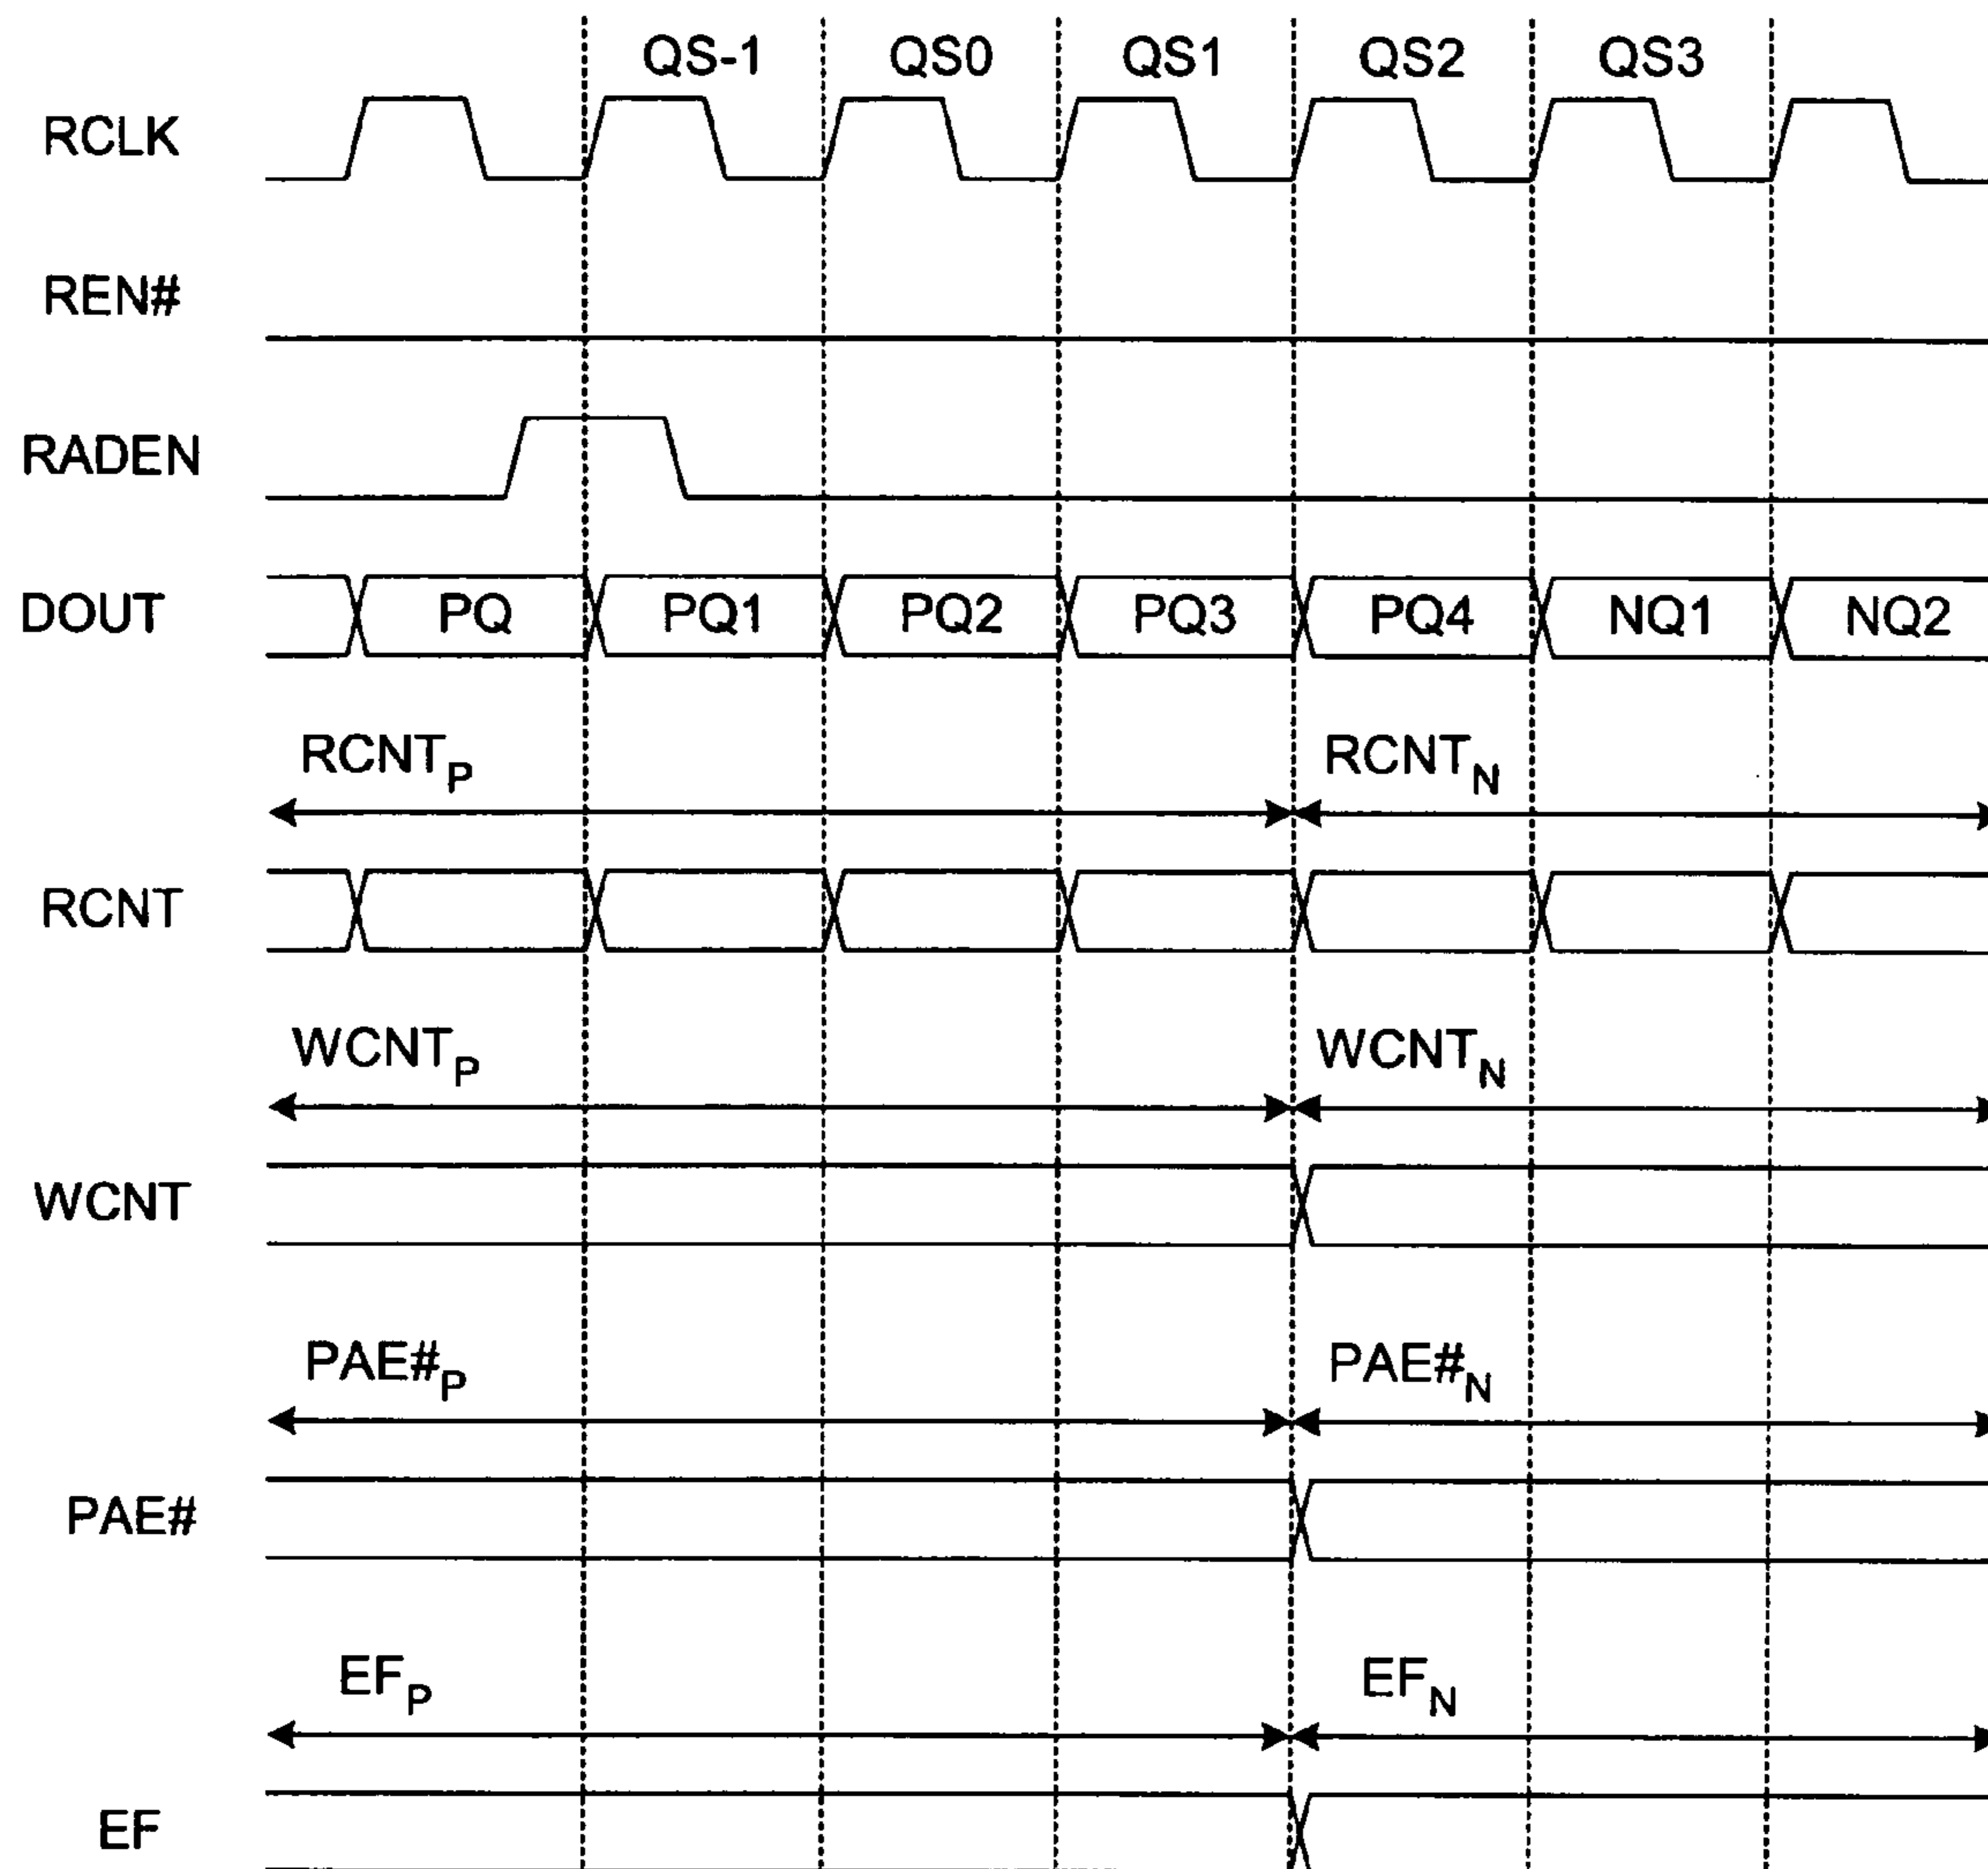 QS-1 QS0 QS1 QS2 QS3
RCLK
REN#
RADEN
DOUT PQ PQ1 PQ2 PQ3 PQ4 NQ1 NQ2
RCNTP RCNTN
RCNT
WCNTP WCNTN
WCNT
PAE#P PAE#N
PAE#
EFP EFN
EF